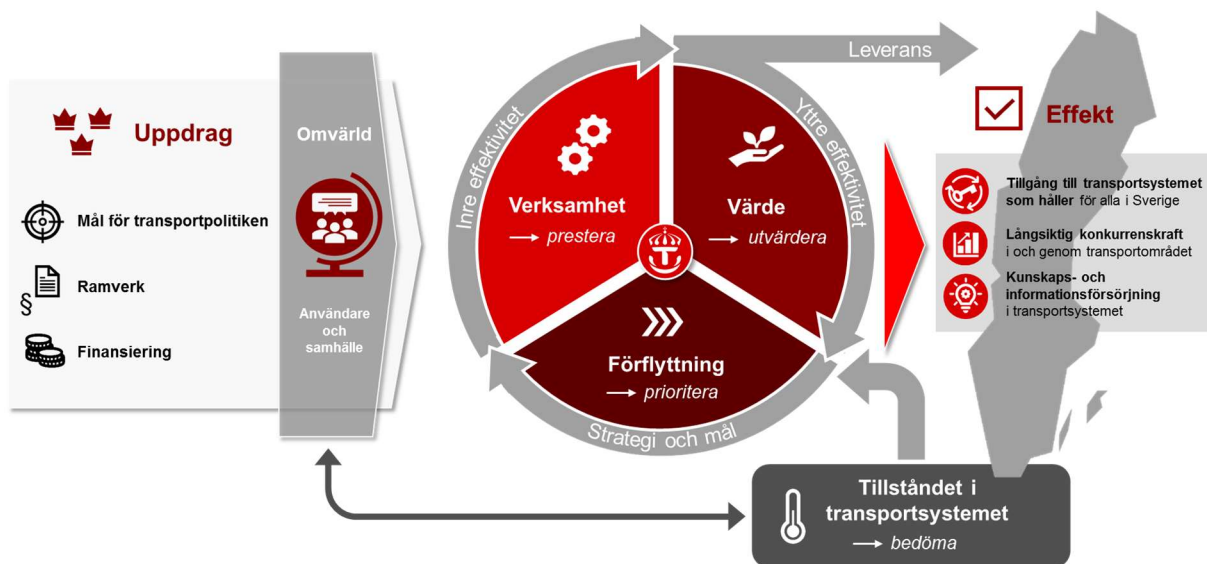 Uppdrag
Mål för transportpolitiken
§
Ramverk
Finansiering
Omvärld
Användare
och
samhälle
Inre effektivitet
Yttre effektivitet
Strategi och mål
Verksamhet
→ prestera
Värde
→ utvärdera
Förflyttning
→ prioritera
Leverans
Effekt
Tillgång till transportsystemet
som håller för alla i Sverige
Långsiktig konkurrenskraft
i och genom transportområdet
Kunskaps- och
informationsförsörjning
i transportsystemet
Tillståndet i
transportsystemet
→ bedöma